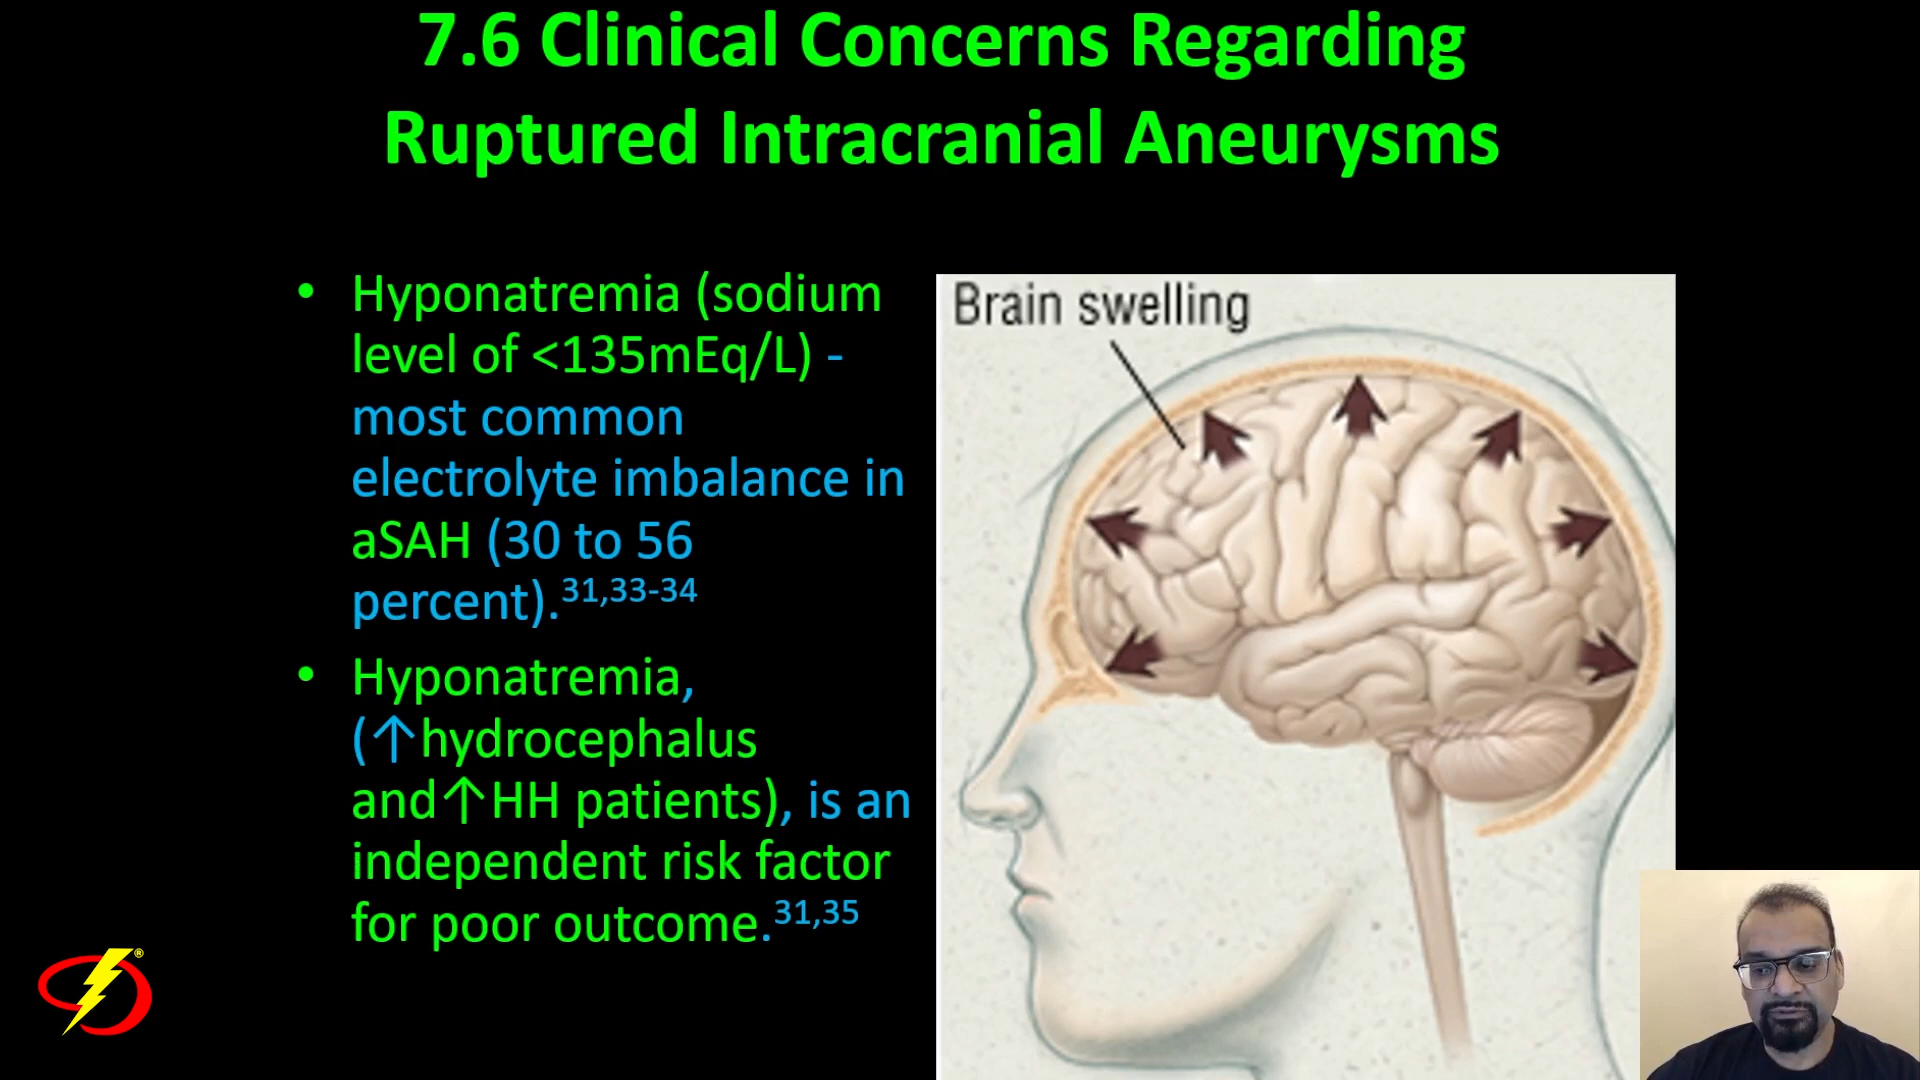 7.6 Clinical Concerns Regarding
Ruptured Intracranial Aneurysms
• Hyponatremia (sodium
level of <135mEq/L) -
most common
electrolyte imbalance in
aSAH (30 to 56
percent).31,33-34
• Hyponatremia,
(↑hydrocephalus
and↑HH patients), is an
independent risk factor
for poor outcome.31,35
Brain swelling
®